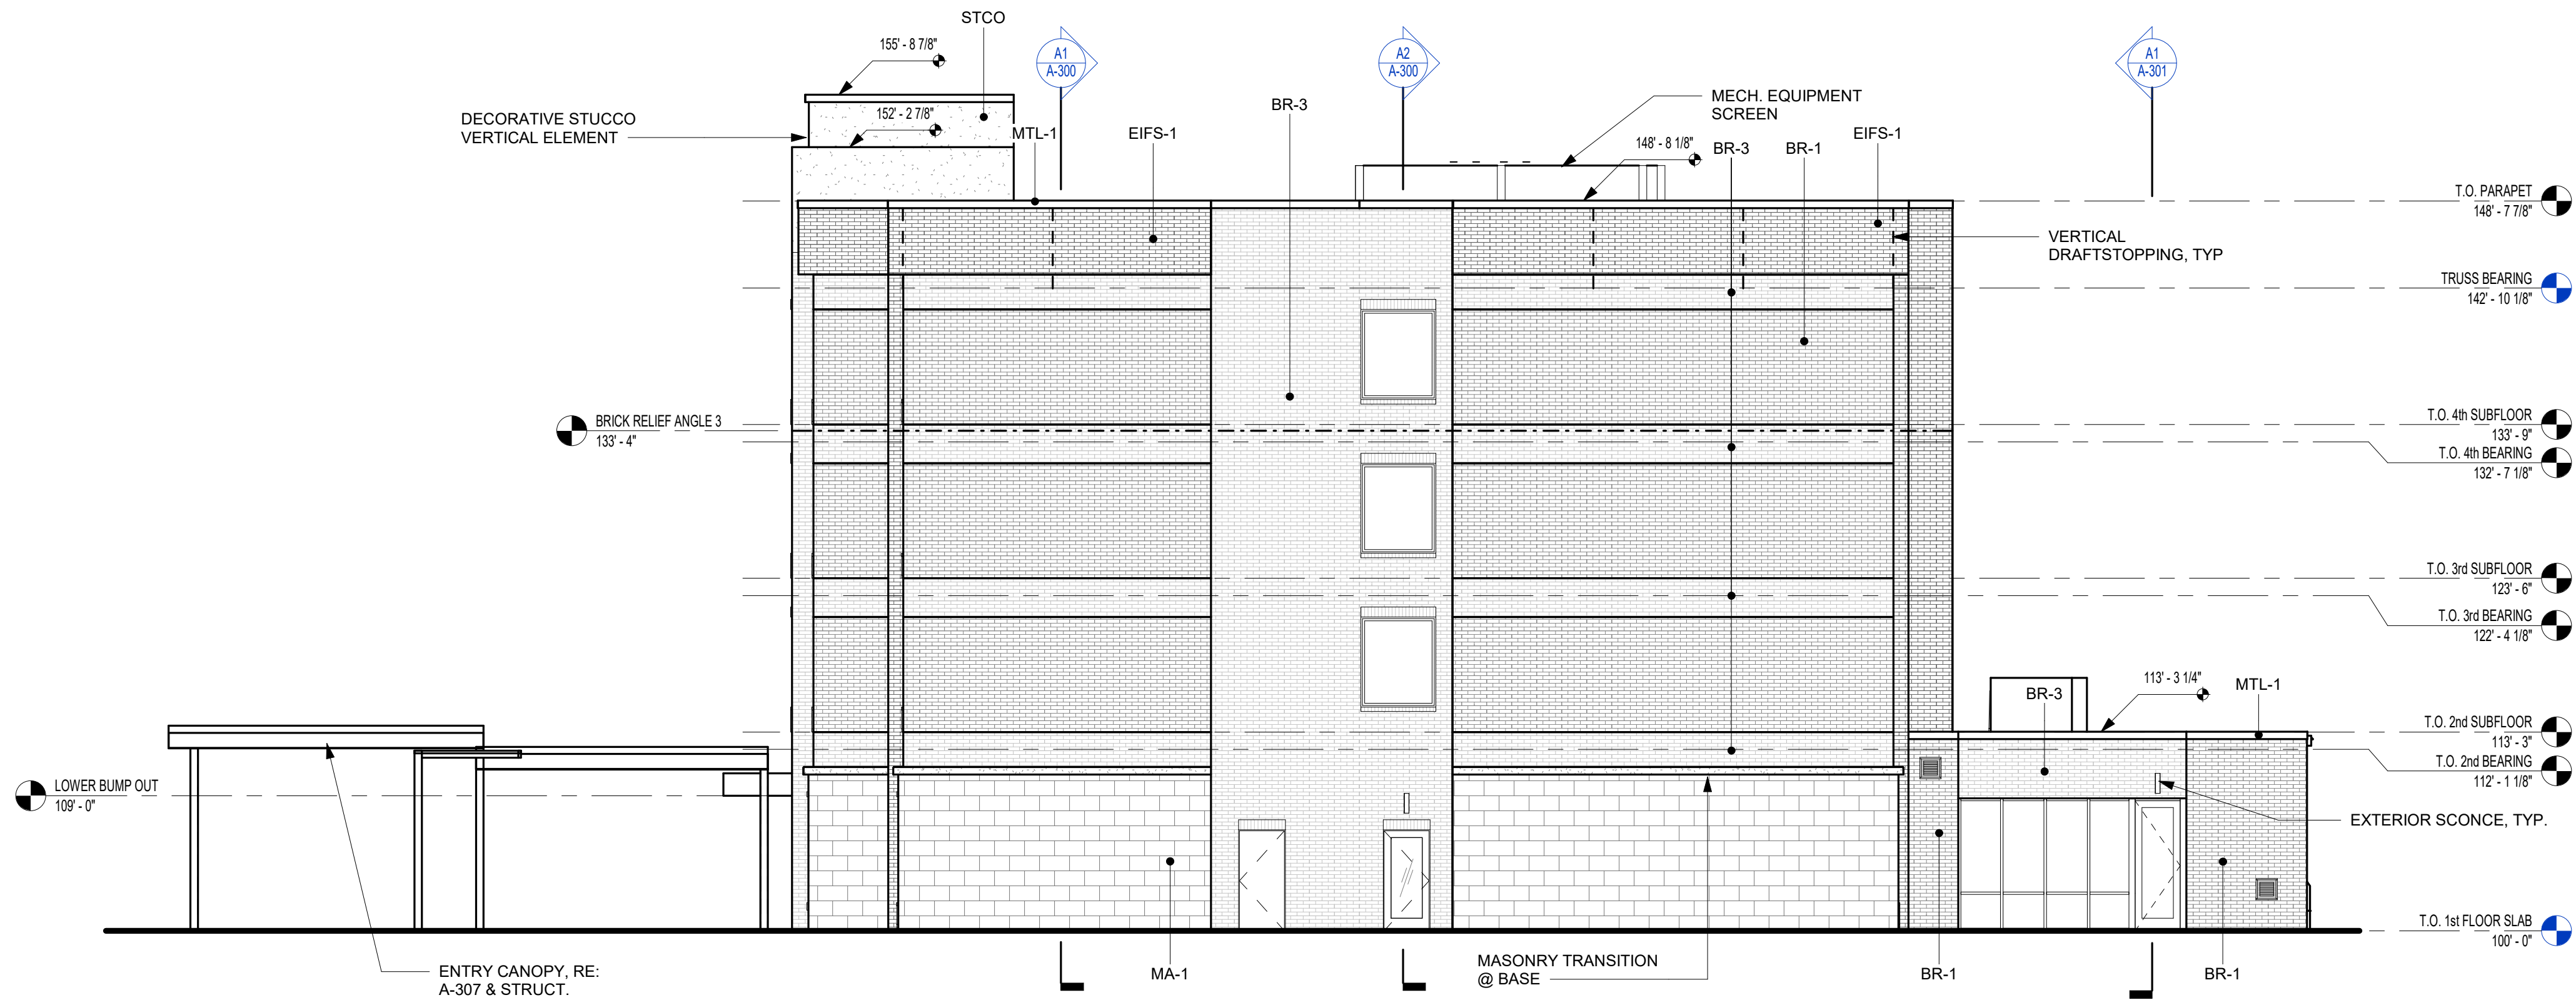 STCO
155' - 8 7/8"
A1
A-300
A2
A-300
A1
A-301
DECORATIVE STUCCO
VERTICAL ELEMENT
152' - 2 7/8"
MTL-1
EIFS-1
BR-3
MECH. EQUIPMENT
SCREEN
148' - 8 1/8"
BR-3
BR-1
EIFS-1
T.O. PARAPET
148' - 7 7/8"
VERTICAL
DRAFTSTOPPING, TYP
TRUSS BEARING
142' - 10 1/8"
BRICK RELIEF ANGLE 3
133' - 4"
T.O. 4th SUBFLOOR
133' - 9"
T.O. 4th BEARING
132' - 7 1/8"
T.O. 3rd SUBFLOOR
123' - 6"
T.O. 3rd BEARING
122' - 4 1/8"
BR-3
113' - 3 1/4"
MTL-1
T.O. 2nd SUBFLOOR
113' - 3"
T.O. 2nd BEARING
112' - 1 1/8"
LOWER BUMP OUT
109' - 0"
EXTERIOR SCONCE, TYP.
T.O. 1st FLOOR SLAB
100' - 0"
ENTRY CANOPY, RE:
A-307 & STRUCT.
MA-1
MASONRY TRANSITION
@ BASE
BR-1
BR-1